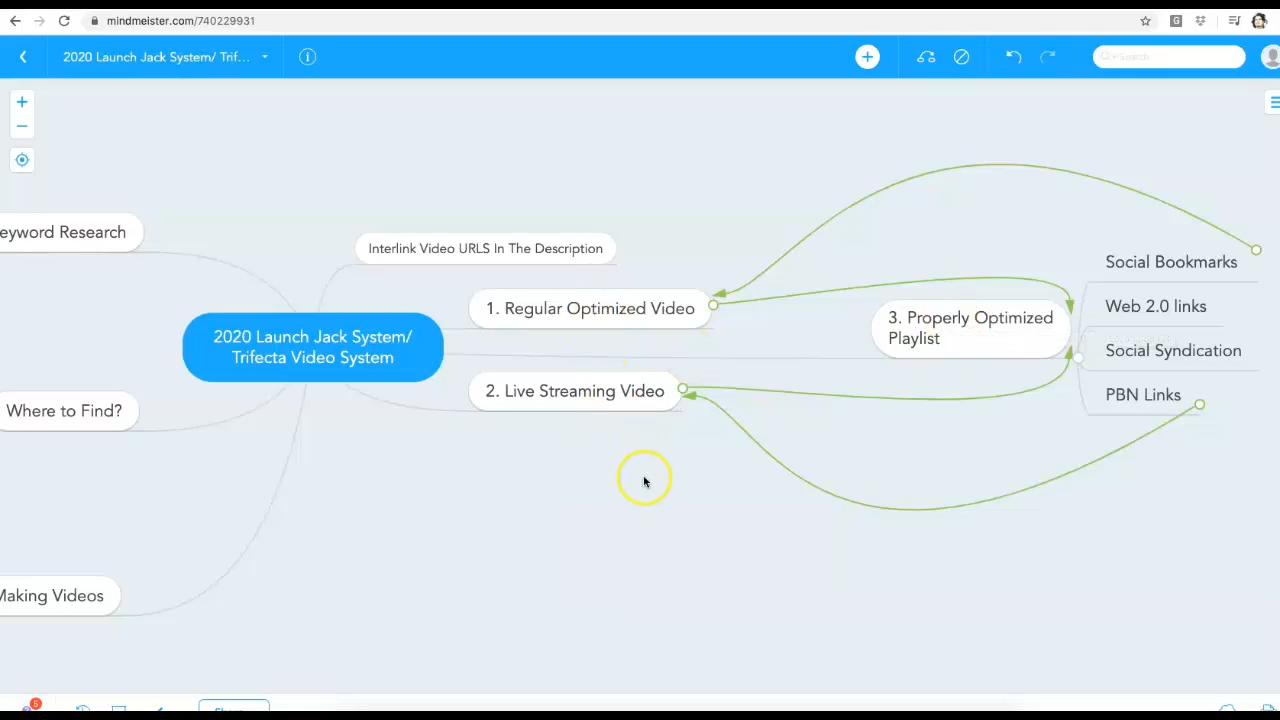 mindmeister.com/740229931
2020 Launch Jack System/ Trif...
Search
eyword Research
Interlink Video URLS In The Description
1. Regular Optimized Video
2020 Launch Jack System/
Trifecta Video System
3. Properly Optimized
Playlist
Social Bookmarks
Web 2.0 links
Social Syndication
PBN Links
2. Live Streaming Video
Where to Find?
Making Videos
5